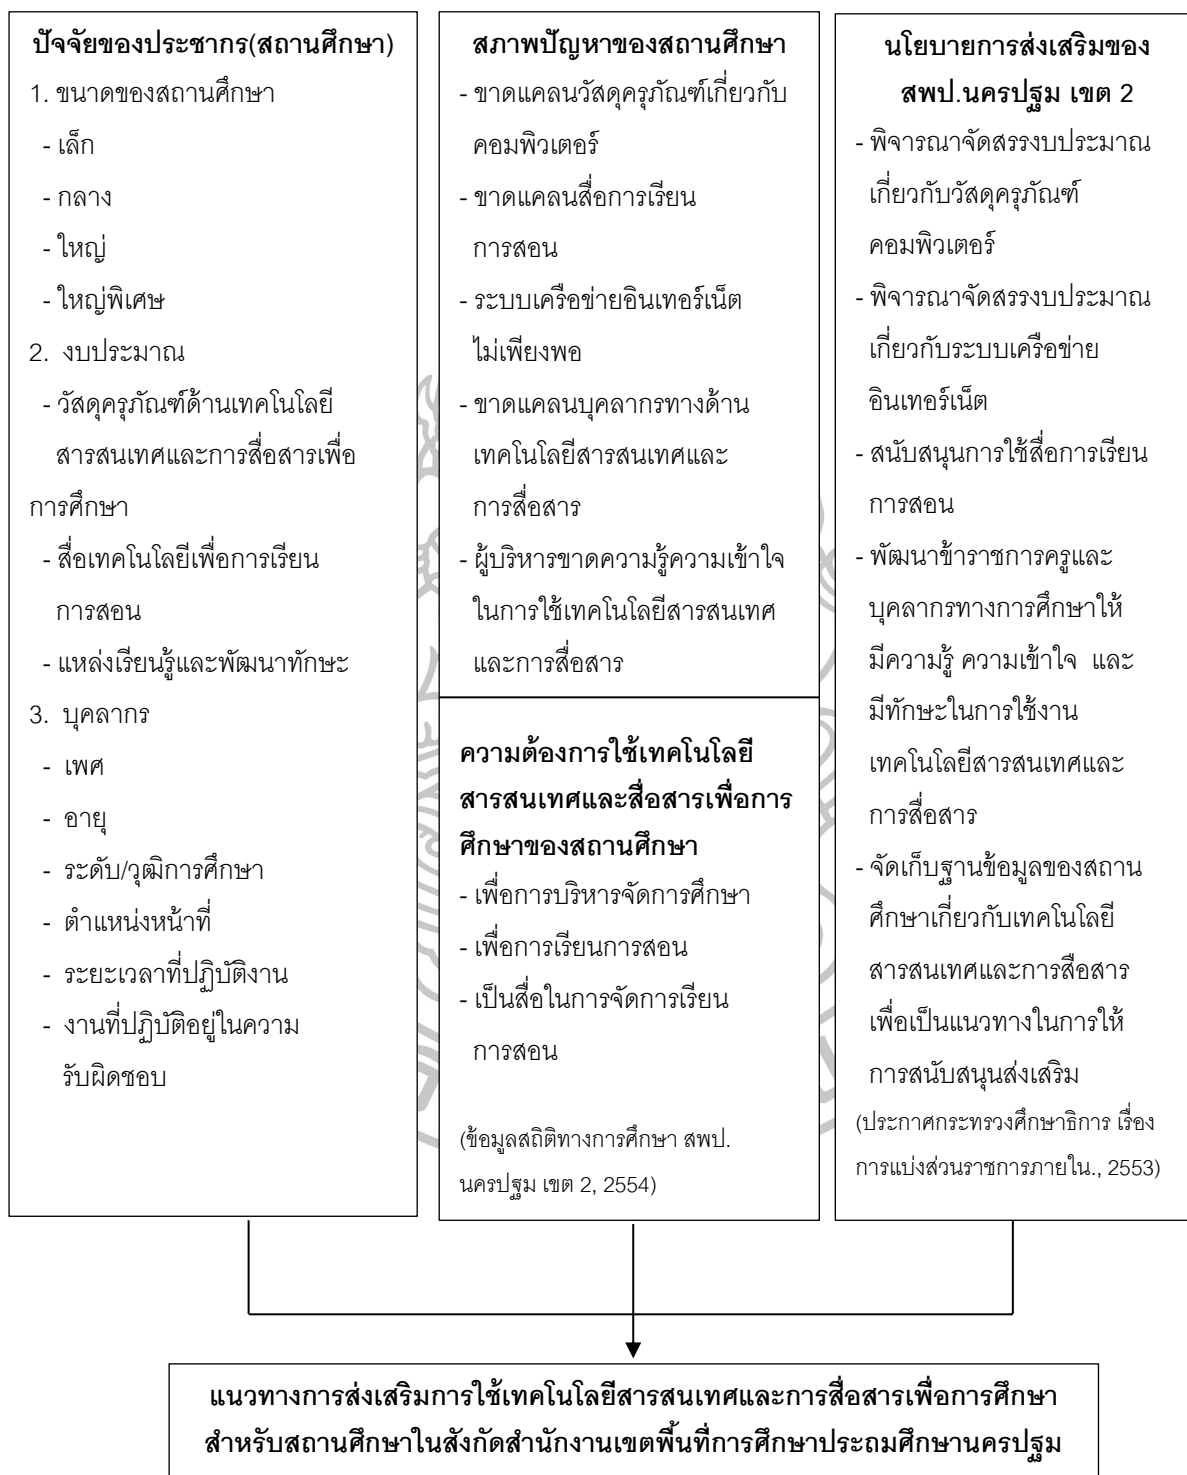 ปัจจัยของประชากร(สถานศึกษา)
1. ขนาดของสถานศึกษา
- เล็ก
- กลาง
- ใหญ่
- ใหญ่พิเศษ
2. งบประมาณ
- วัสดุครุภัณฑ์ด้านเทคโนโลยี
สารสนเทศและการสื่อสารเพื่อ
การศึกษา
- สื่อเทคโนโลยีเพื่อการเรียน
การสอน
- แหล่งเรียนรู้และพัฒนาทักษะ
3. บุคลากร
- เพศ
- อายุ
- ระดับ/วุฒิการศึกษา
- ตำแหน่งหน้าที่
- ระยะเวลาที่ปฏิบัติงาน
- งานที่ปฏิบัติอยู่ในความ
รับผิดชอบ
สภาพปัญหาของสถานศึกษา
- ขาดแคลนวัสดุครุภัณฑ์เกี่ยวกับ
คอมพิวเตอร์
- ขาดแคลนสื่อการเรียน
การสอน
- ระบบเครือข่ายอินเทอร์เน็ต
ไม่เพียงพอ
- ขาดแคลนบุคลากรทางด้าน
เทคโนโลยีสารสนเทศและ
การสื่อสาร
- ผู้บริหารขาดความรู้ความเข้าใจ
ในการใช้เทคโนโลยีสารสนเทศ
และการสื่อสาร
ความต้องการใช้เทคโนโลยี
สารสนเทศและสื่อสารเพื่อการ
ศึกษาของสถานศึกษา
- เพื่อการบริหารจัดการศึกษา
- เพื่อการเรียนการสอน
- เป็นสื่อในการจัดการเรียน
การสอน
(ข้อมูลสถิติทางการศึกษา สพป.
นครปฐม เขต 2, 2554)
นโยบายการส่งเสริมของ
สพป.นครปฐม เขต 2
- พิจารณาจัดสรรงบประมาณ
เกี่ยวกับวัสดุครุภัณฑ์
คอมพิวเตอร์
- พิจารณาจัดสรรงบประมาณ
เกี่ยวกับระบบเครือข่าย
อินเทอร์เน็ต
- สนับสนุนการใช้สื่อการเรียน
การสอน
- พัฒนาข้าราชการครูและ
บุคลากรทางการศึกษาให้
มีความรู้ ความเข้าใจ และ
มีทักษะในการใช้งาน
เทคโนโลยีสารสนเทศและ
การสื่อสาร
- จัดเก็บฐานข้อมูลของสถาน
ศึกษาเกี่ยวกับเทคโนโลยี
สารสนเทศและการสื่อสาร
เพื่อเป็นแนวทางในการให้
การสนับสนุนส่งเสริม
(ประกาศกระทรวงศึกษาธิการ เรื่อง
การแบ่งส่วนราชการภายใน., 2553)
แนวทางการส่งเสริมการใช้เทคโนโลยีสารสนเทศและการสื่อสารเพื่อการศึกษา
สำหรับสถานศึกษาในสังกัดสำนักงานเขตพื้นที่การศึกษาประถมศึกษานครปฐม